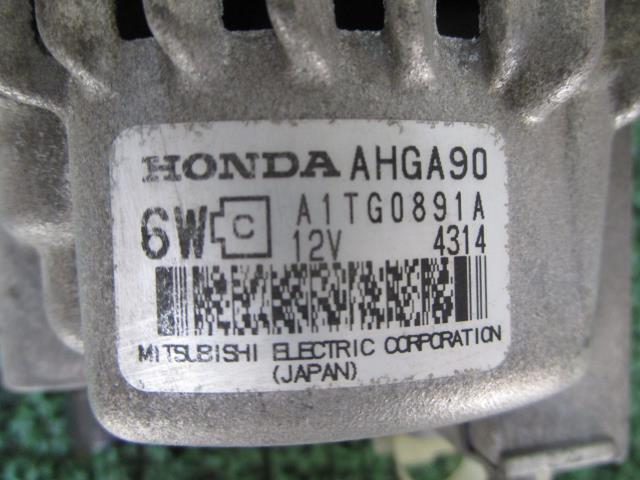 HONDA AHGA90
6W C A1TG0891A
12V 4314
MITSUBISHI ELECTRIC CORPORATION
(JAPAN)